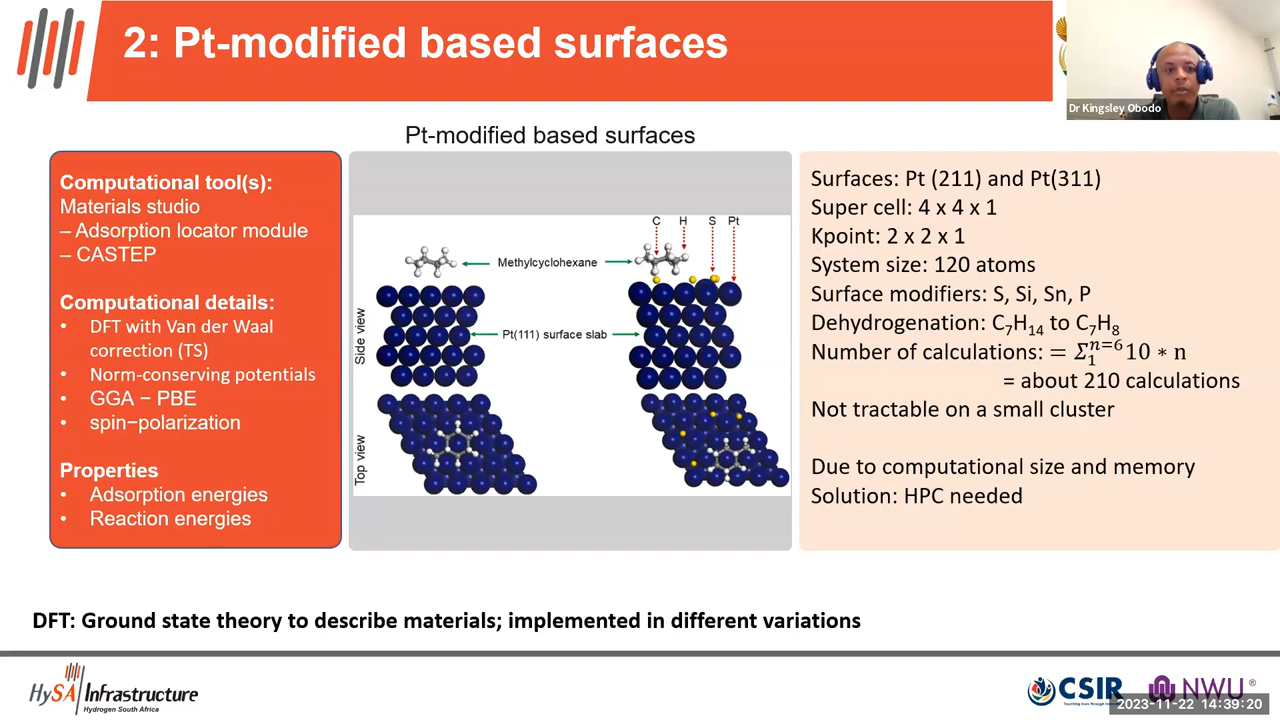 2: Pt-modified based surfaces
Dr Kingsley Obodo
Pt-modified based surfaces
Computational tool(s):
Materials studio
– Adsorption locator module
– CASTEP
Computational details:
• DFT with Van der Waal
correction (TS)
• Norm-conserving potentials
• GGA − PBE
• spin−polarization
Properties
• Adsorption energies
• Reaction energies
C H S Pt
Methylcyclohexane
Side view
Pt(111) surface slab
Top view
Surfaces: Pt (211) and Pt(311)
Super cell: 4 x 4 x 1
Kpoint: 2 x 2 x 1
System size: 120 atoms
Surface modifiers: S, Si, Sn, P
Dehydrogenation: C₇H₁₄ to C₇H₈
Number of calculations: = Σ₁ⁿ⁼⁶10 * n
= about 210 calculations
Not tractable on a small cluster
Due to computational size and memory
Solution: HPC needed
DFT: Ground state theory to describe materials; implemented in different variations
HySA Infrastructure
Hydrogen South Africa
CSIR
NWU®
2023-11-22 14:39:20